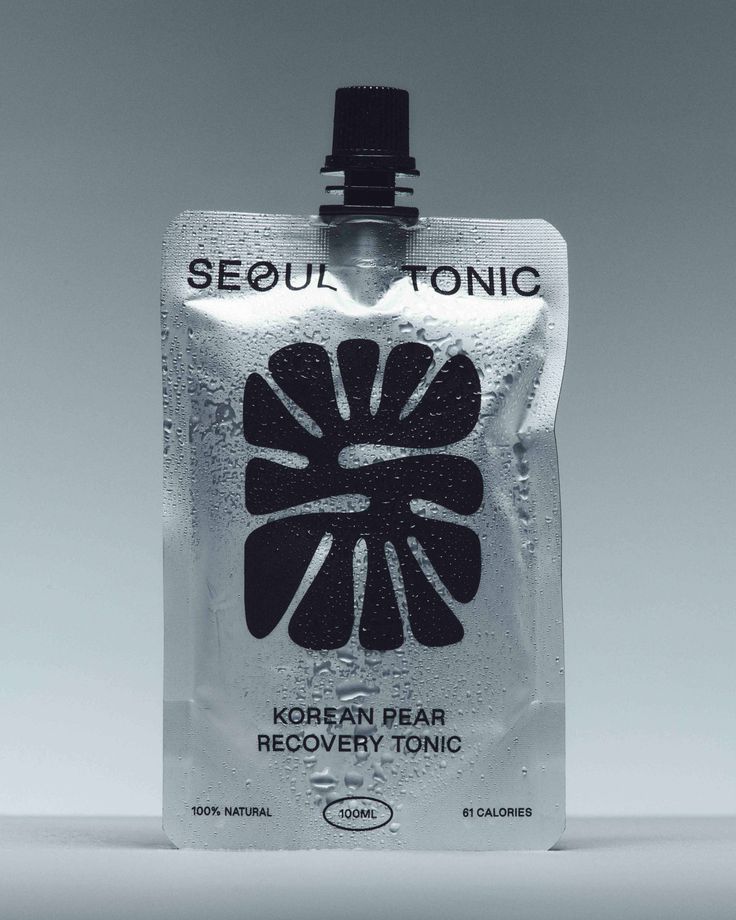 SEOUL TONIC
KOREAN PEAR
RECOVERY TONIC
100% NATURAL 100ML 61 CALORIES